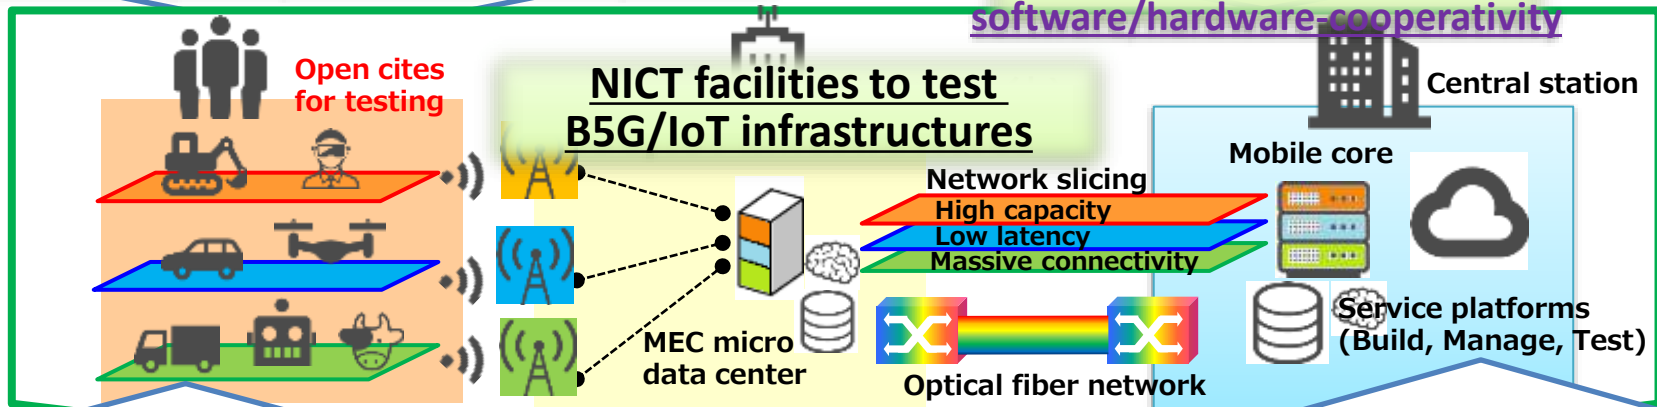 software/hardware-cooperativity
Open cites
for testing
NICT facilities to test
B5G/IoT infrastructures
Central station
Mobile core
Network slicing
High capacity
Low latency
Massive connectivity
MEC micro
data center
Optical fiber network
Service platforms
(Build, Manage, Test)